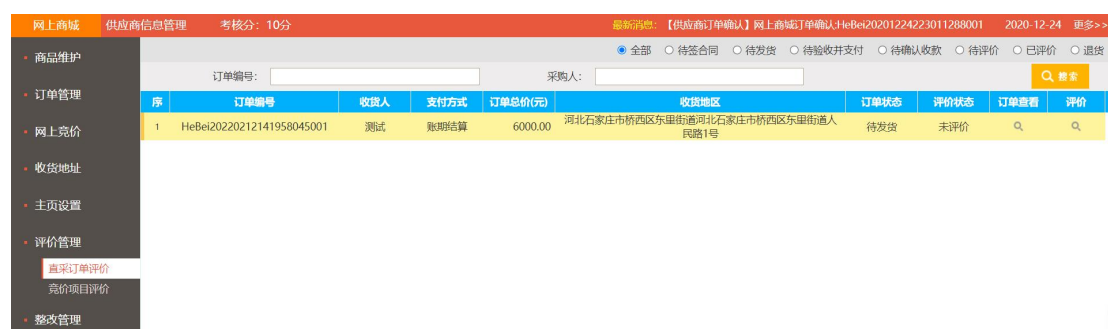 网上商城 供应商信息管理 考核分：10分 最新消息: 【供应商订单确认】网上商城订单确认;HeBei20201224223011288001 2020-12-24 更多>>
商品维护
全部 待签合同 待发货 待验收并支付 待确认收款 待评价 已评价 退货
订单编号: 采购人: 搜索
订单管理
序 订单编号 收货人 支付方式 订单总价(元) 收货地区 订单状态 评价状态 订单查看 评价
1 HeBei20220212141958045001 测试 账期结算 6000.00 河北石家庄市桥西区东里街道河北石家庄市桥西区东里街道人
民路1号 待发货 未评价
网上竞价
收货地址
主页设置
评价管理
直采订单评价
竞价项目评价
整改管理